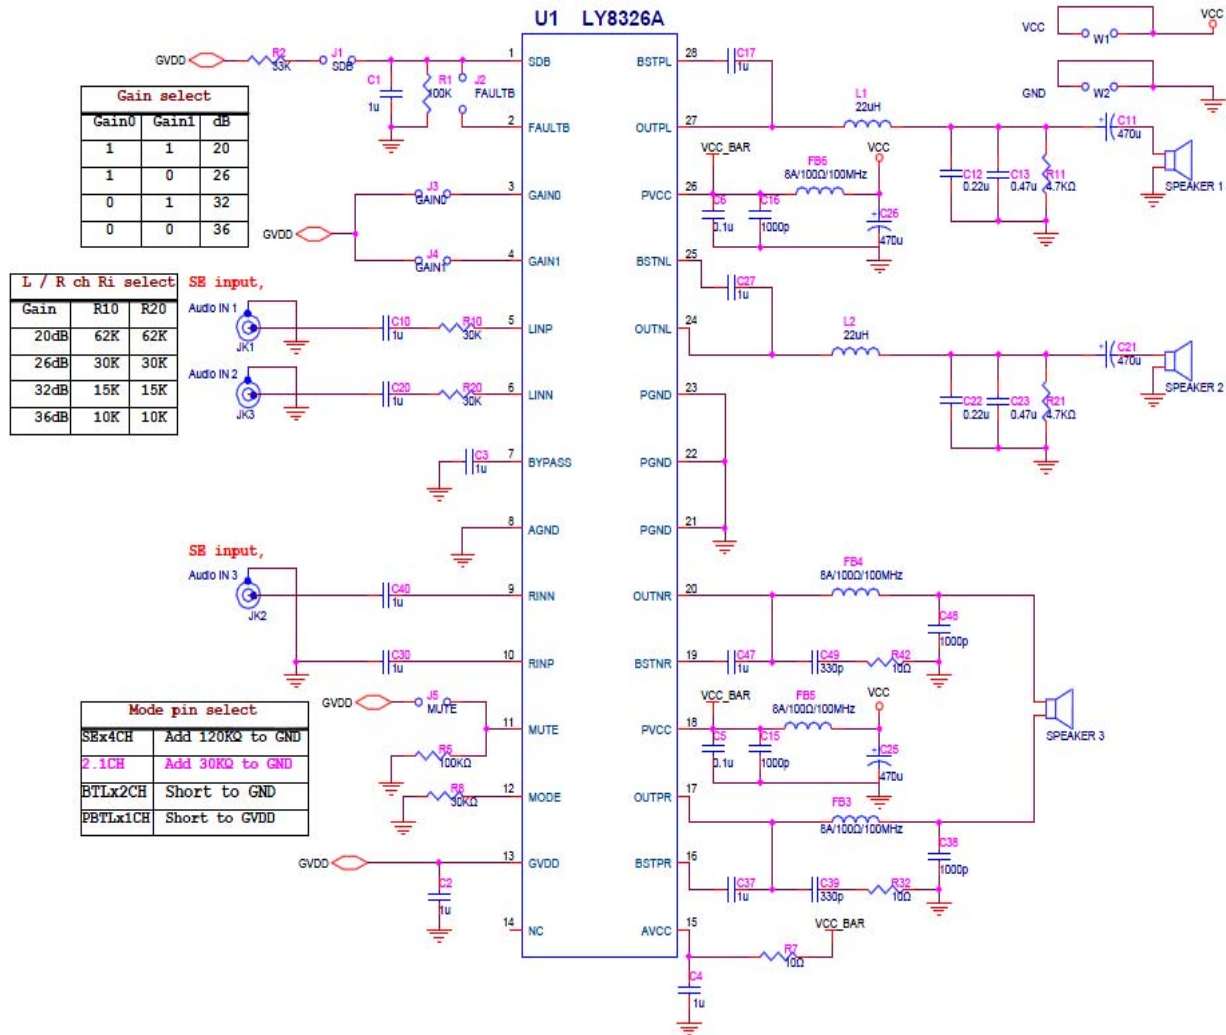 U1 LY8326A
GVDD
R2
33K
J1
SDB
C1
1u
R1
100K
J2
FAULTB
1 SDB
2 FAULTB
Gain select
Gain0 Gain1 dB
1 1 20
1 0 26
0 1 32
0 0 36
GVDD
J3
GAIN0
J4
GAIN1
3 GAIN0
4 GAIN1
L / R ch Ri select
Gain R10 R20
20dB 62K 62K
26dB 30K 30K
32dB 15K 15K
36dB 10K 10K
SE input,
Audio IN 1
JK1
C10
1u
R10
30K
5 LINP
Audio IN 2
JK3
C20
1u
R20
30K
6 LINN
C3
1u
7 BYPASS
8 AGND
SE input,
Audio IN 3
JK2
C40
1u
9 RINN
C30
1u
10 RINP
Mode pin select
SEx4CH Add 120KΩ to GND
2.1CH Add 30KΩ to GND
BTLx2CH Short to GND
PBTLx1CH Short to GVDD
GVDD
J5
MUTE
11 MUTE
R5
100KΩ
R6
30KΩ
12 MODE
GVDD
13 GVDD
C2
1u
14 NC
BSTPL 28
C17
1u
OUTPL 27
L1
22uH
C12
0.22u
C13
0.47u
R11
4.7KΩ
C11
470u
SPEAKER 1
VCC
W1
VCC
GND
W2
VCC_BAR
FB6
8A/100Ω/100MHz
VCC
PVCC 26
C6
0.1u
C16
1000p
C26
470u
BSTNL 25
C27
1u
OUTNL 24
L2
22uH
C22
0.22u
C23
0.47u
R21
4.7KΩ
C21
470u
SPEAKER 2
PGND 23
PGND 22
PGND 21
OUTNR 20
FB4
8A/100Ω/100MHz
C48
1000p
BSTNR 19
C47
1u
C49
330p
R42
10Ω
SPEAKER 3
VCC_BAR
FB5
8A/100Ω/100MHz
VCC
PVCC 18
C5
0.1u
C15
1000p
C25
470u
OUTPR 17
FB3
8A/100Ω/100MHz
C38
1000p
BSTPR 16
C37
1u
C39
330p
R32
10Ω
AVCC 15
R7
10Ω
VCC_BAR
C4
1u